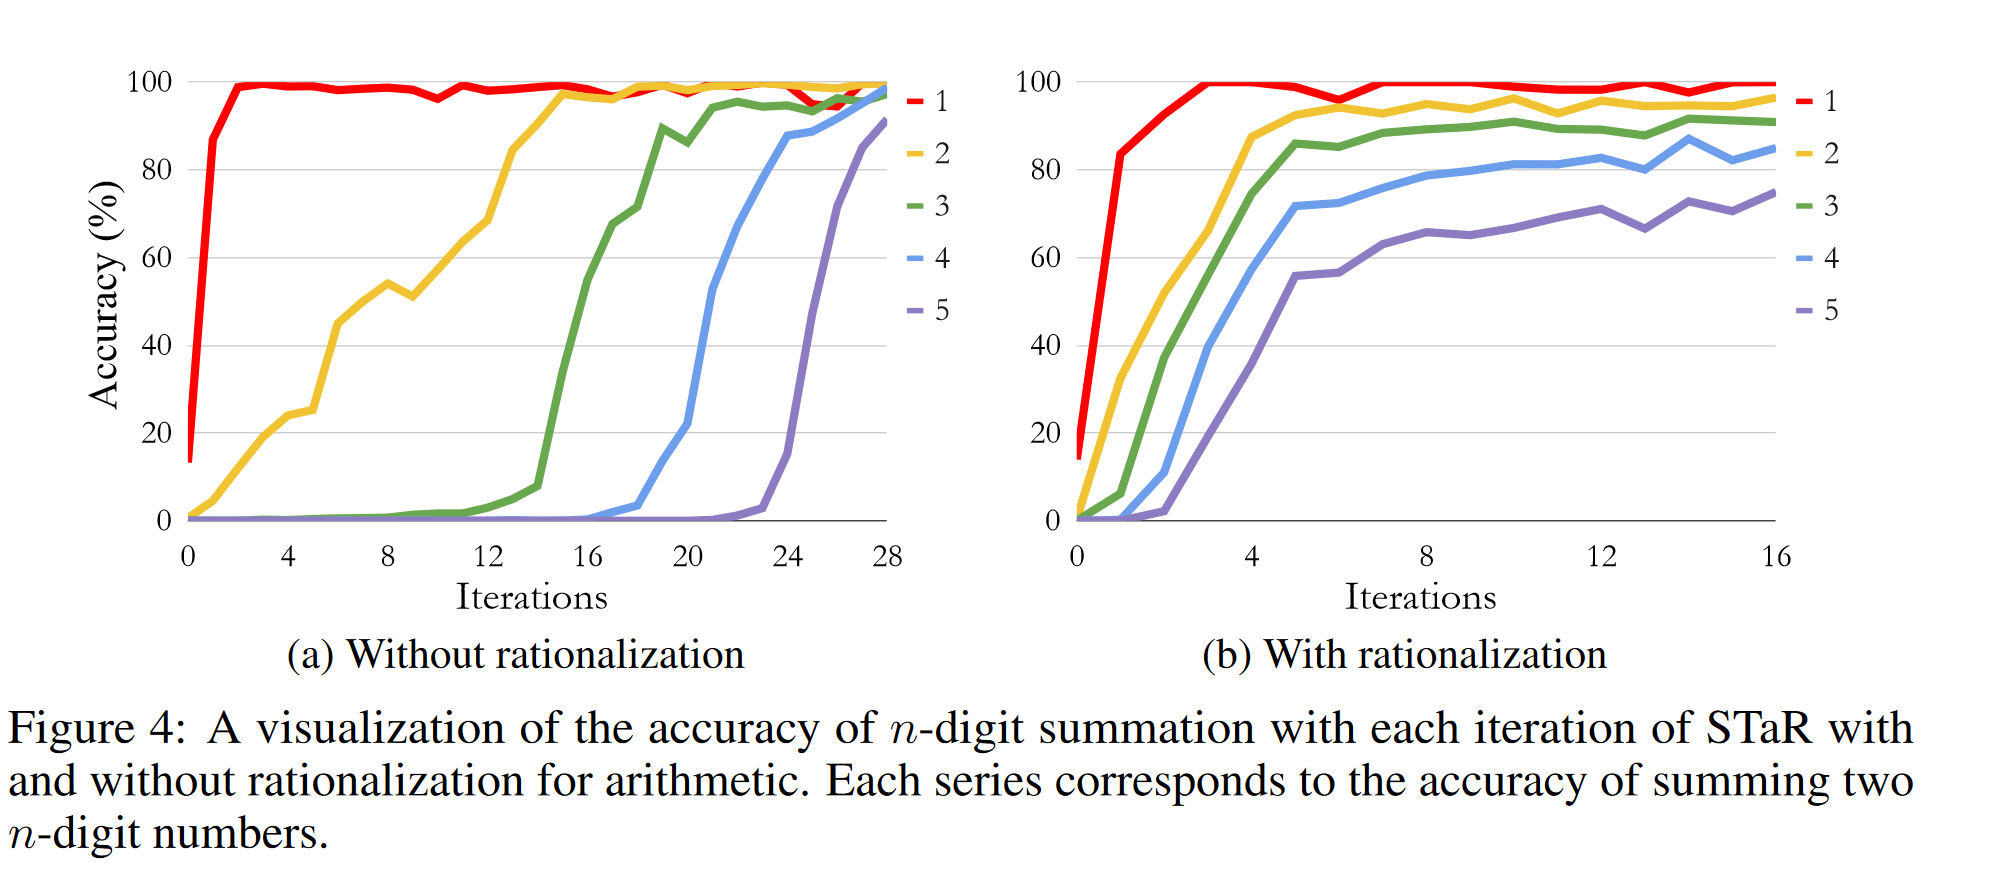 100
80
60
40
20
0
Accuracy (%)
0 4 8 12 16 20 24 28
Iterations
1
2
3
4
5
(a) Without rationalization
100
80
60
40
20
0
0 4 8 12 16
Iterations
1
2
3
4
5
(b) With rationalization
Figure 4: A visualization of the accuracy of n-digit summation with each iteration of STaR with
and without rationalization for arithmetic. Each series corresponds to the accuracy of summing two
n-digit numbers.